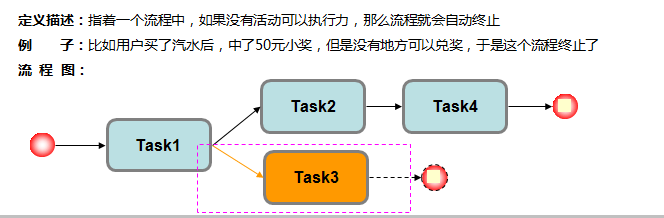 定义描述：指着一个流程中，如果没有活动可以执行力，那么流程就会自动终止
例 子：比如用户买了汽水后，中了50元小奖，但是没有地方可以兑奖，于是这个流程终止了
流 程 图：
Task2
Task4
Task1
Task3